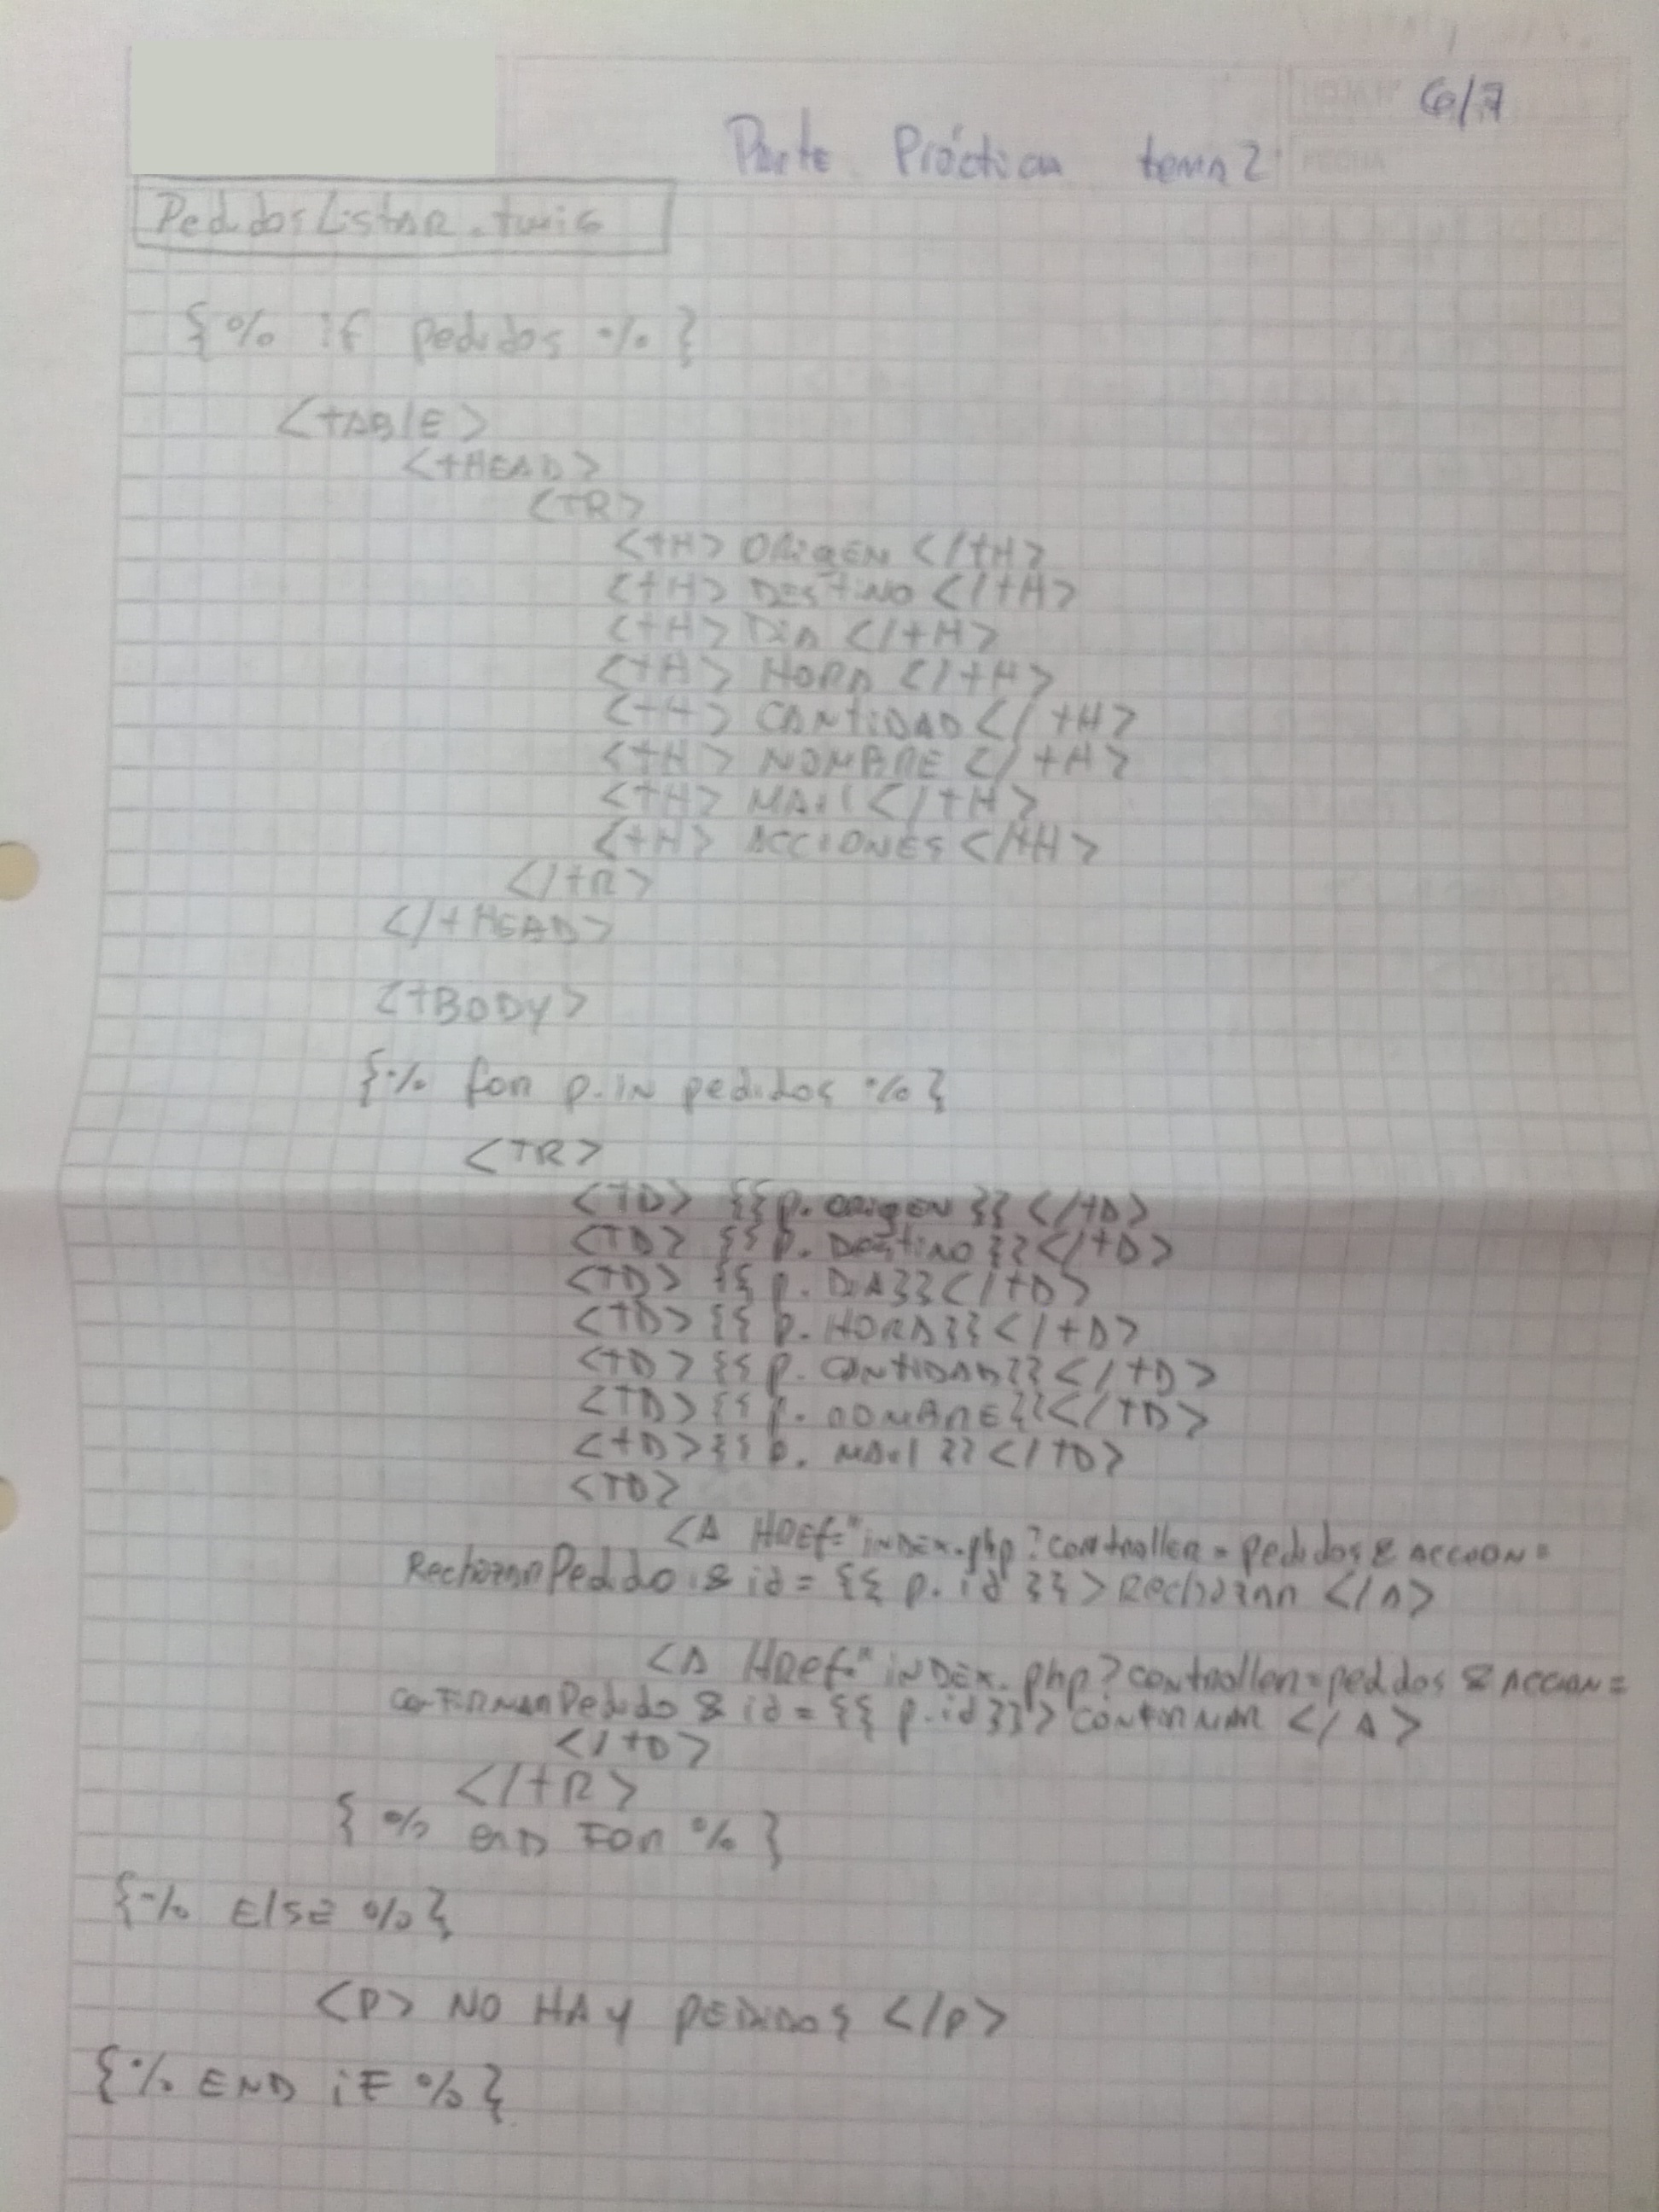 6/7
Parte Práctica tema 2
HOJA Nº
FECHA
PedidosListar.twig
{% if pedidos %}
<tABlE>
<tHEAD>
<tR>
<tH> ORigEN </tH>
<tH> DEStiNO </tH>
<tH> DiA </tH>
<tH> HORA </tH>
<tH> CANtiDAD </tH>
<tH> NOMBRE </tH>
<tH> MAil </tH>
<tH> ACCiONES </tH>
</tR>
</tHEAD>
<tBODy>
{% for p in pedidos %}
<TR>
<TD> {{ p.ORigEN }} </tD>
<TD> {{ p.DEStiNO }} </tD>
<TD> {{ p.DiA }} </tD>
<TD> {{ p.HORA }} </tD>
<TD> {{ p.CANtiDAD }} </tD>
<TD> {{ p.NOMBRE }} </TD>
<TD> {{ p.MAil }} </TD>
<TD>
<A HREf="iNDEx.php?controller=pedidos&ACCiON=
RechazarPedido&id={{ p.id }}>Rechazar </A>
<A HRef="iNDEx.php?controller=pedidos&ACCiON=
CONFiRMARPedido&id={{ p.id }}> CONFiRMAR </A>
</tD>
</tR>
{% END FOR %}
{% ElSE %}
<P> NO HAy PEDiDOS </P>
{% END iF %}